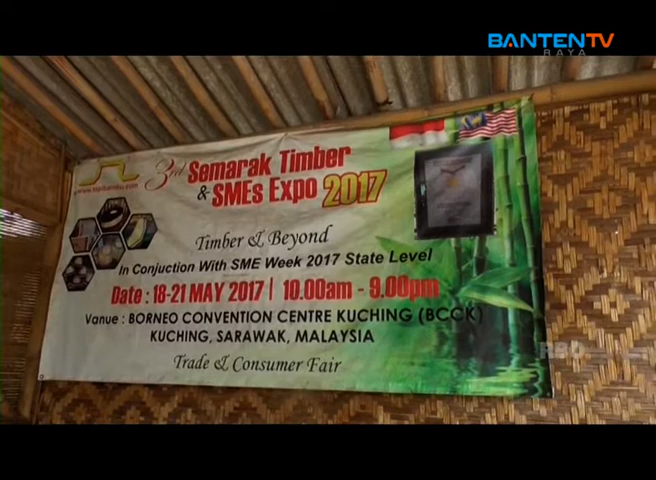 BANTENTV
RAYA
3rd Semarak Timber
& SMEs Expo 2017
Timber & Beyond
In Conjuction With SME Week 2017 State Level
Date : 18-21 MAY 2017 | 10.00am - 9.00pm
Vanue : BORNEO CONVENTION CENTRE KUCHING (BCCK)
KUCHING, SARAWAK, MALAYSIA
Trade & Consumer Fair